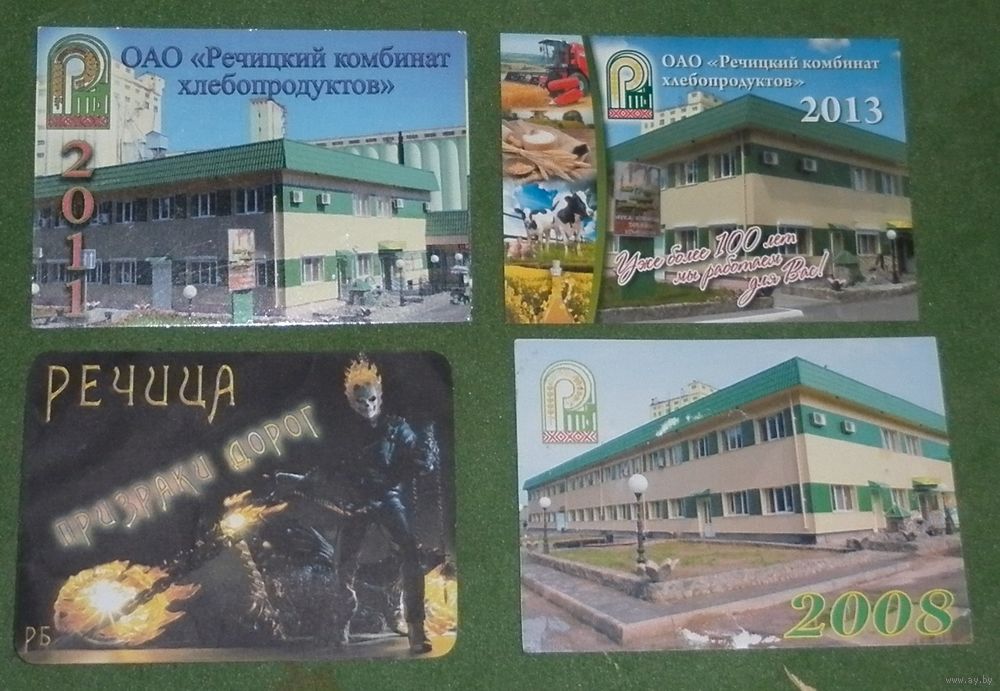 ОАО «Речицкий комбинат
хлебопродуктов»
2011
ОАО «Речицкий комбинат
хлебопродуктов»
2013
Уже более 100 лет
мы работаем
для Вас!
РЕЧИЦА
ПРИЗРАКИ ДОРОГ
РБ
2008
www.ay.by